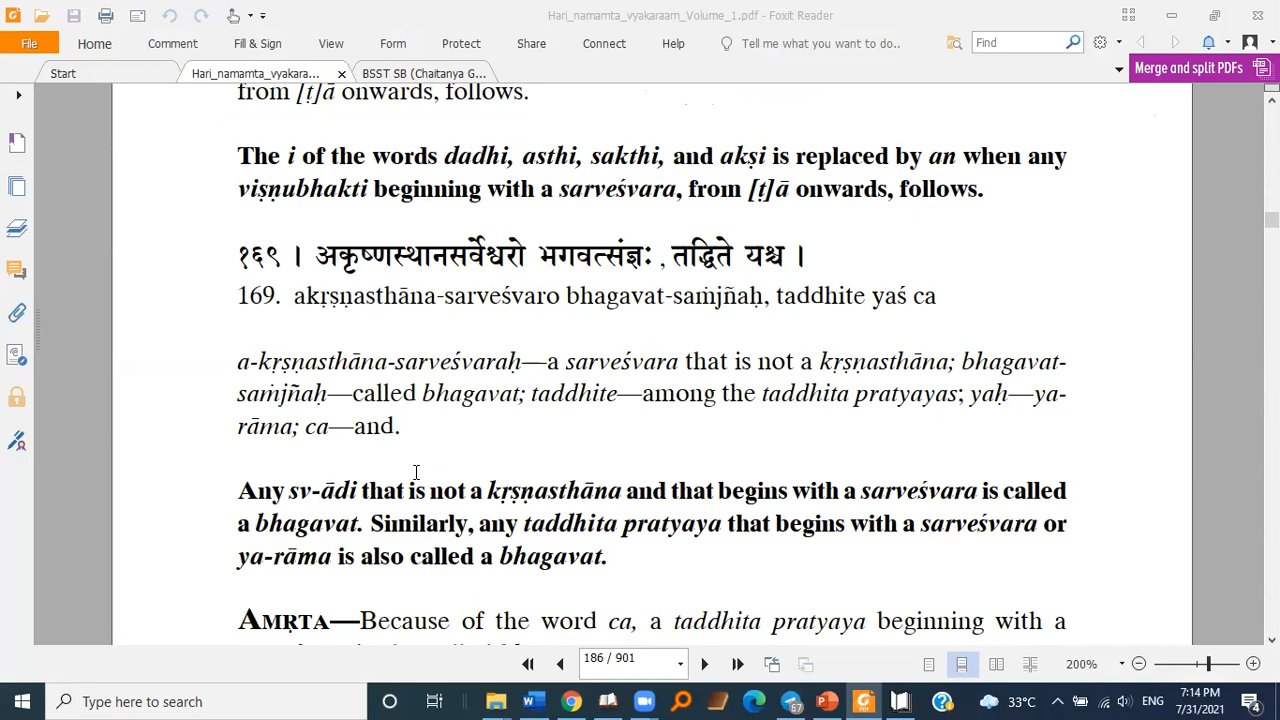 Hari_namamta_vyakaraam_Volume_1.pdf - Foxit Reader
File Home Comment Fill & Sign View Form Protect Share Connect Help Tell me what you want to do.. Find
Start Hari_namamta_vyakara... BSST SB (Chaitanya G... Merge and split PDFs
from [ṭ]ā onwards, follows.
The i of the words dadhi, asthi, sakthi, and akṣi is replaced by an when any
viṣṇubhakti beginning with a sarveśvara, from [ṭ]ā onwards, follows.
१६९ । अकृष्णस्थानसर्वेश्वरो भगवत्संज्ञः , तद्धिते यश्च ।
169. akṛṣṇasthāna-sarveśvaro bhagavat-saṁjñaḥ, taddhite yaś ca
a-kṛṣṇasthāna-sarveśvaraḥ—a sarveśvara that is not a kṛṣṇasthāna; bhagavat-
saṁjñaḥ—called bhagavat; taddhite—among the taddhita pratyayas; yaḥ—ya-
rāma; ca—and.
Any sv-ādi that is not a kṛṣṇasthāna and that begins with a sarveśvara is called
a bhagavat. Similarly, any taddhita pratyaya that begins with a sarveśvara or
ya-rāma is also called a bhagavat.
AMṚTA—Because of the word ca, a taddhita pratyaya beginning with a
186 / 901 200%
Type here to search 67 33°C ENG 7:14 PM
7/31/2021 4